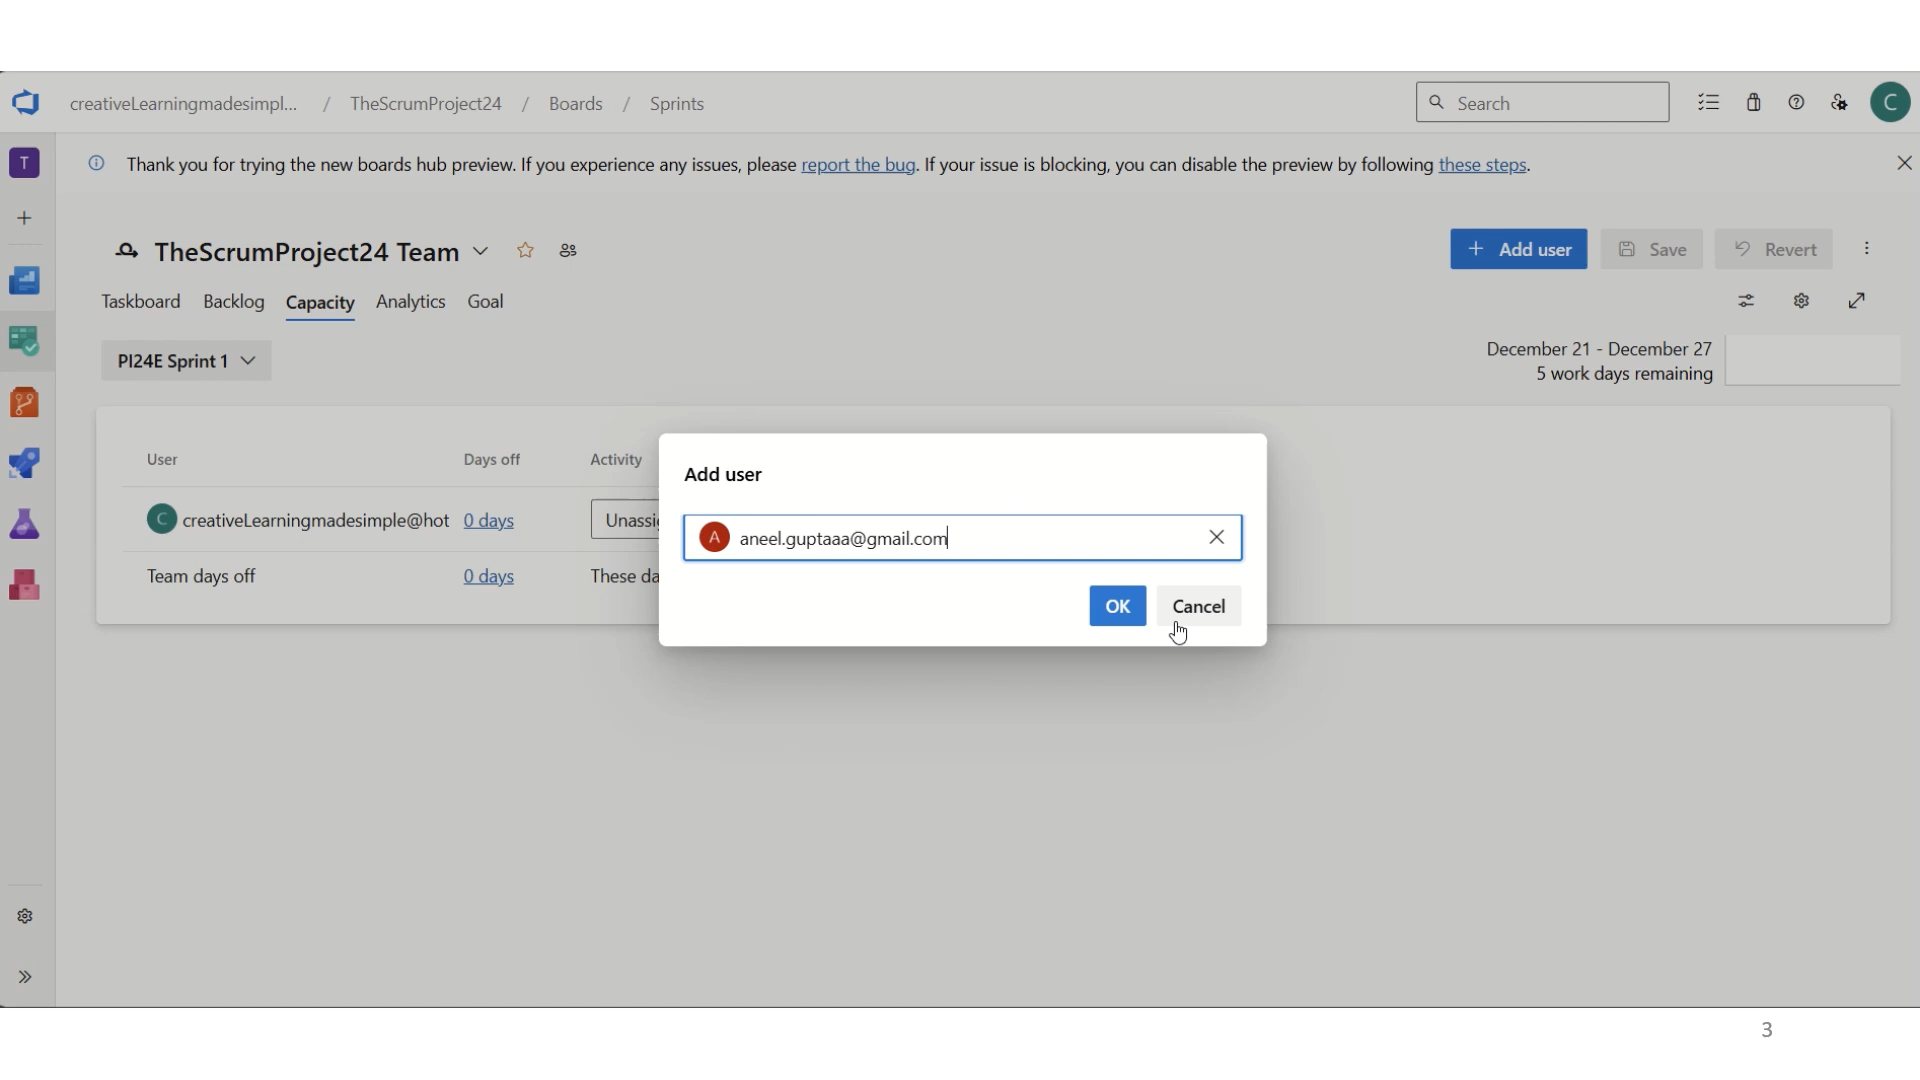 creativeLearningmadesimpl... / TheScrumProject24 / Boards / Sprints
Search
C
T
Thank you for trying the new boards hub preview. If you experience any issues, please report the bug. If your issue is blocking, you can disable the preview by following these steps.
TheScrumProject24 Team
Add user
Save
Revert
Taskboard Backlog Capacity Analytics Goal
PI24E Sprint 1
December 21 - December 27
5 work days remaining
User Days off Activity
C creativeLearningmadesimple@hot 0 days
Team days off 0 days These
Add user
A aneel.guptaaa@gmail.com
OK Cancel
3